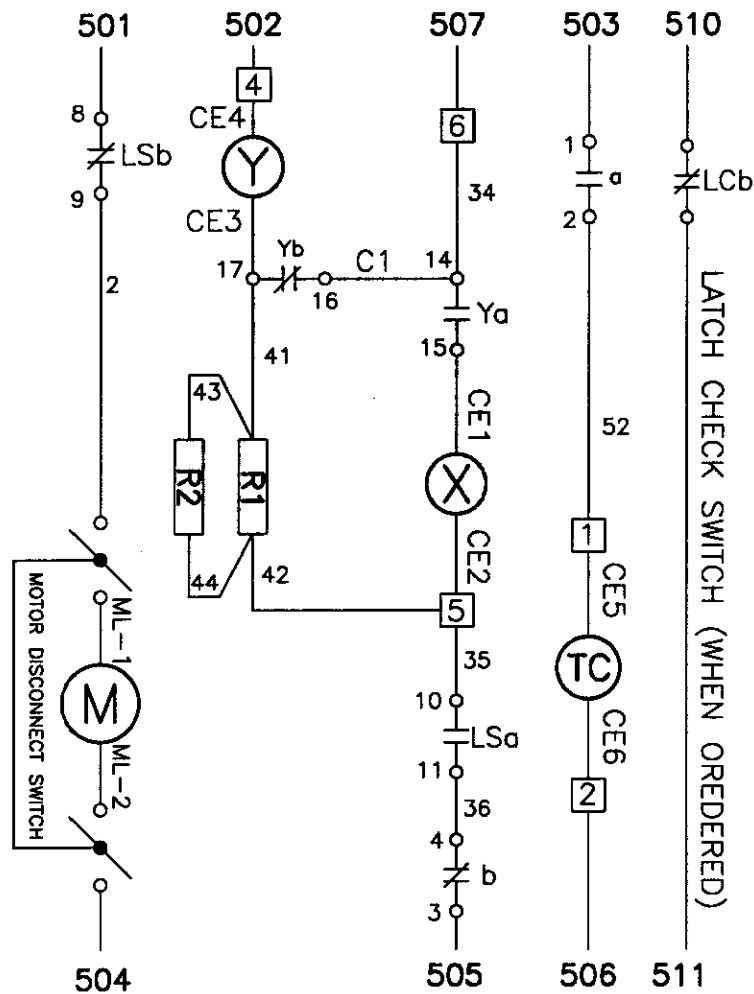 501 502 507 503 510
4
8
CE4
6
1
LSb
Y
a
LCb
9
34
2
CE3
Yb
17
C1
14
2
16
Ya
15
41
43
CE1
52
R2
R1
X
CE2
1
44
42
5
CE5
ML-1
35
TC
M
10
LSa
CE6
ML-2
11
2
36
4
b
3
MOTOR DISCONNECT SWITCH
LATCH CHECK SWITCH (WHEN OREDERED)
504 505 506 511